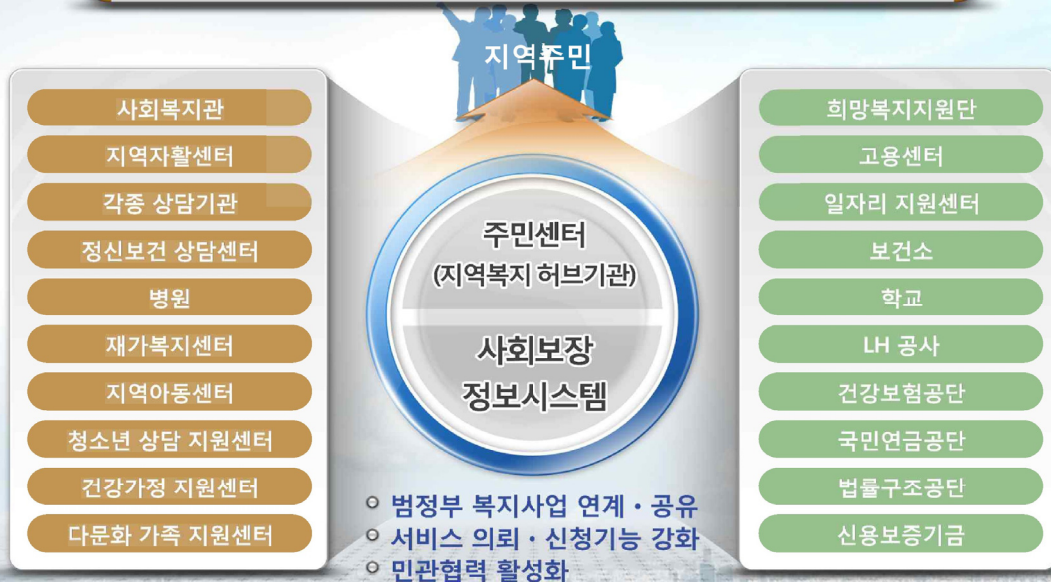 지역주민
사회복지관
지역자활센터
각종 상담기관
정신보건 상담센터
병원
재가복지센터
지역아동센터
청소년 상담 지원센터
건강가정 지원센터
다문화 가족 지원센터
주민센터
(지역복지 허브기관)
사회보장
정보시스템
범정부 복지사업 연계 • 공유
서비스 의뢰 • 신청기능 강화
민관협력 활성화
희망복지지원단
고용센터
일자리 지원센터
보건소
학교
LH 공사
건강보험공단
국민연금공단
법률구조공단
신용보증기금